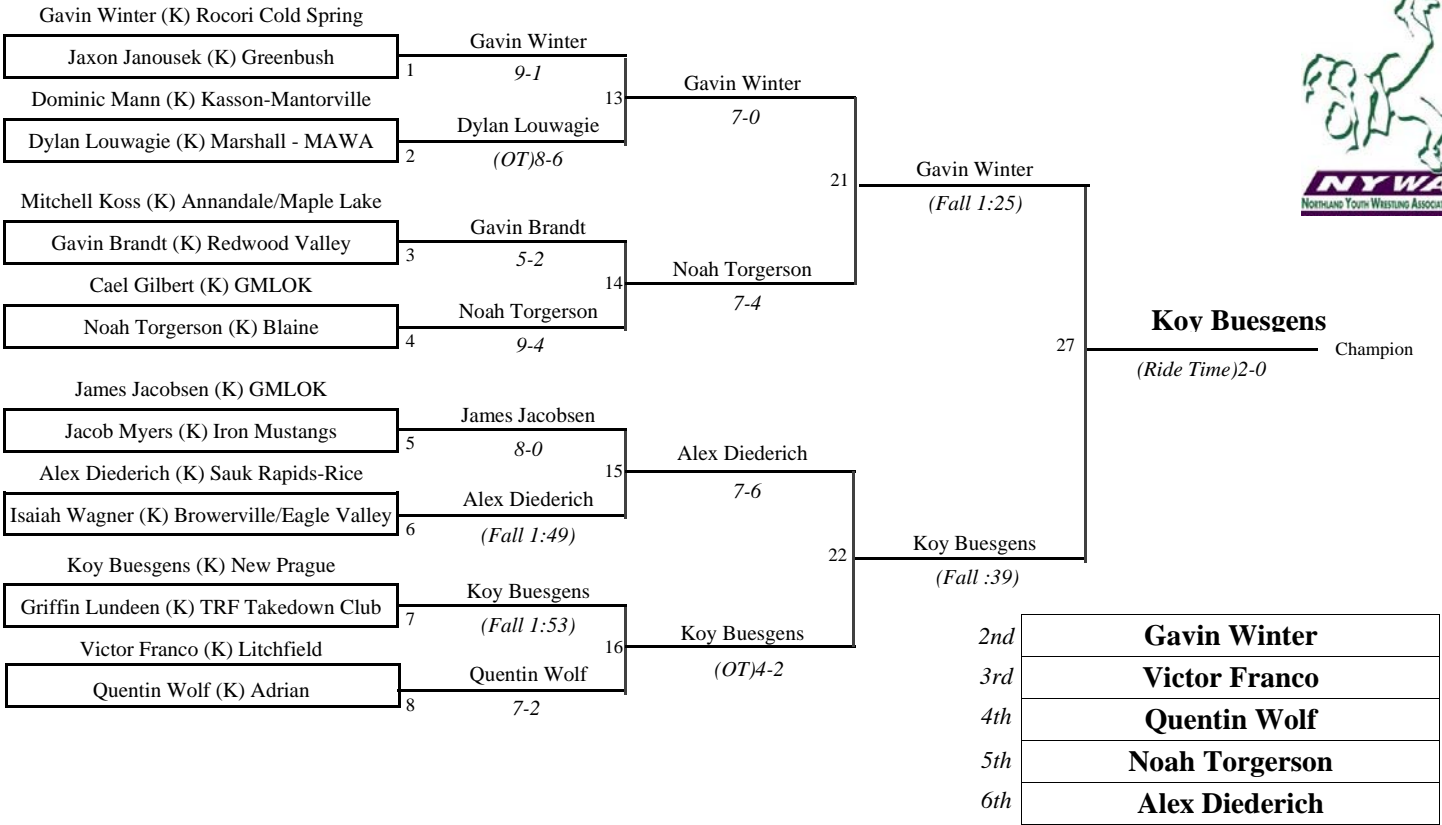 Gavin Winter (K) Rocori Cold Spring
Jaxon Janousek (K) Greenbush
1
Dominic Mann (K) Kasson-Mantorville
Dylan Louwagie (K) Marshall - MAWA
2
Mitchell Koss (K) Annandale/Maple Lake
Gavin Brandt (K) Redwood Valley
3
Cael Gilbert (K) GMLOK
Noah Torgerson (K) Blaine
4
James Jacobsen (K) GMLOK
Jacob Myers (K) Iron Mustangs
5
Alex Diederich (K) Sauk Rapids-Rice
Isaiah Wagner (K) Browerville/Eagle Valley
6
Koy Buesgens (K) New Prague
Griffin Lundeen (K) TRF Takedown Club
7
Victor Franco (K) Litchfield
Quentin Wolf (K) Adrian
8
Gavin Winter
9-1
13
Dylan Louwagie
(OT)8-6
Gavin Brandt
5-2
14
Noah Torgerson
9-4
James Jacobsen
8-0
15
Alex Diederich
(Fall 1:49)
Koy Buesgens
(Fall 1:53)
16
Quentin Wolf
7-2
Gavin Winter
7-0
21
Noah Torgerson
7-4
Alex Diederich
7-6
22
Koy Buesgens
(OT)4-2
Gavin Winter
(Fall 1:25)
27
Koy Buesgens
(Fall :39)
Koy Buesgens
Champion
(Ride Time)2-0
NYWA
Northland Youth Wrestling
2nd Gavin Winter
3rd Victor Franco
4th Quentin Wolf
5th Noah Torgerson
6th Alex Diederich